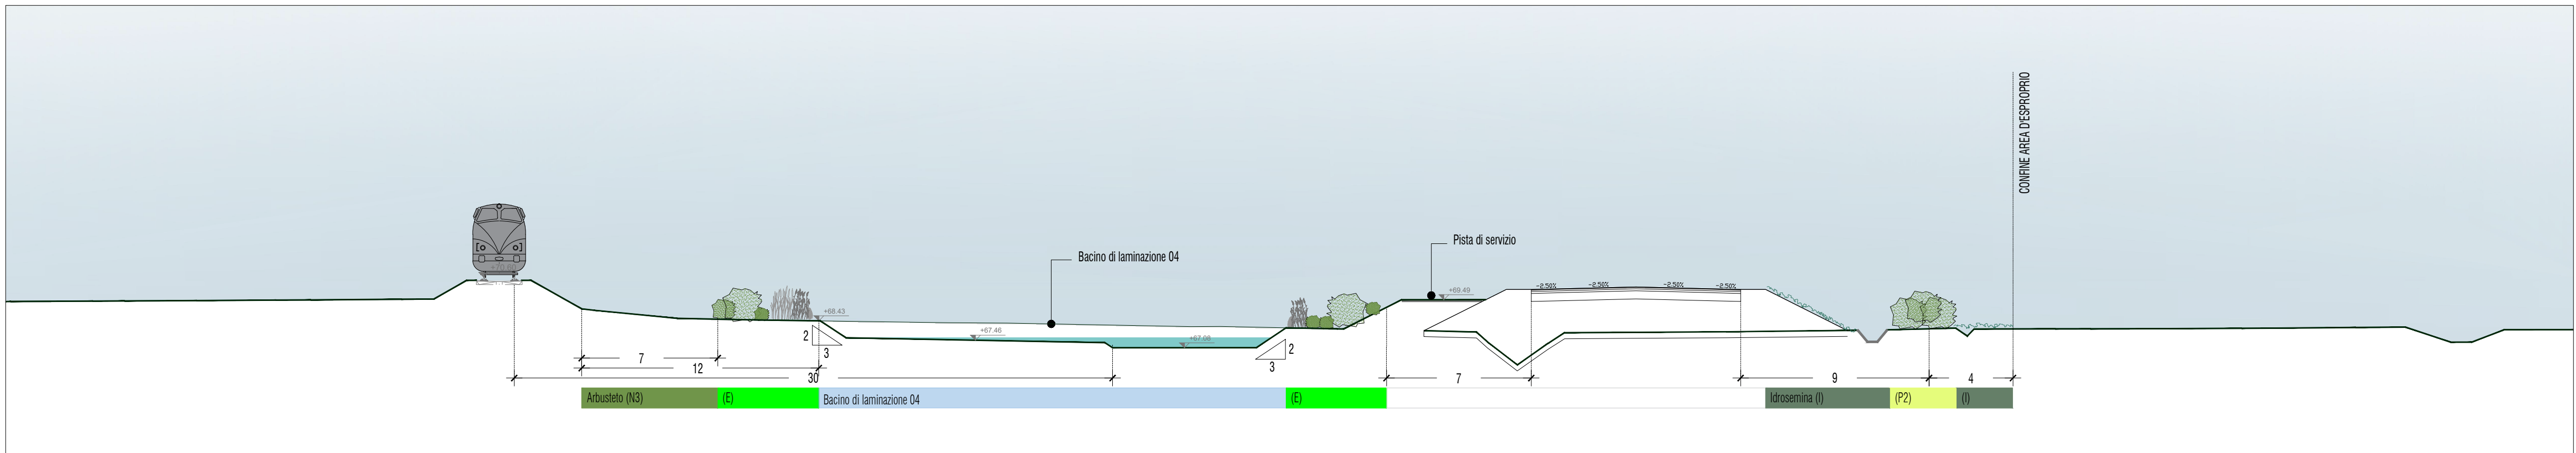 CONFINE AREA D'ESPROPRIO
Pista di servizio
Bacino di laminazione 04
-2.50%
-2.50%
-2.50%
-2.50%
+69.49
+68.43
+67.46
+67.08
2
3
2
3
7
12
30
7
9
4
Arbusteto (N3)
(E)
Bacino di laminazione 04
(E)
Idrosemina (I)
(P2)
(I)